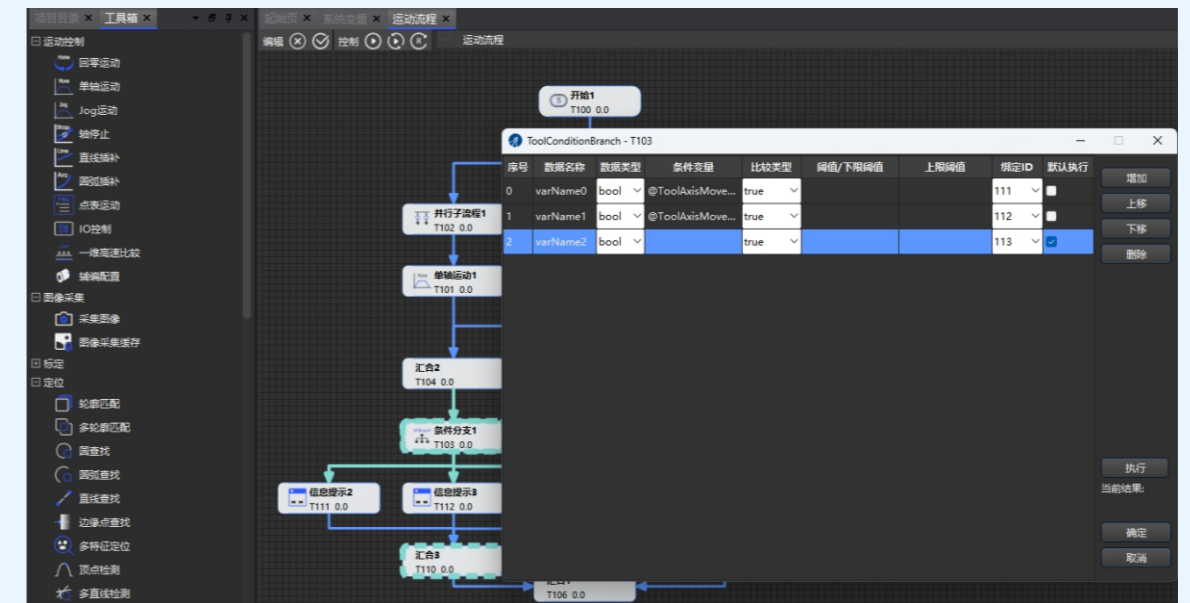 项目目录 × 工具箱 ×
起始页 × 系统变量 × 运动流程 ×
编辑 控制 运动流程
运动控制
回零运动
单轴运动
Jog运动
轴停止
直线插补
圆弧插补
点表运动
IO控制
一维高速比较
辅编配置
图像采集
采集图像
图像采集缓存
标定
定位
轮廓匹配
多轮廓匹配
圆查找
圆弧查找
直线查找
边缘点查找
多特征定位
顶点检测
多直线检测
开始1
T100 0.0
并行子流程1
T102 0.0
单轴运动1
T101 0.0
汇合2
T104 0.0
条件分支1
T103 0.0
信息提示2
T111 0.0
信息提示3
T112 0.0
汇合3
T110 0.0
T106 0.0
ToolConditionBranch - T103
序号 数据名称 数据类型 条件变量 比较类型 阈值/下限阈值 上限阈值 绑定ID 默认执行
0 varName0 bool @ToolAxisMove... true 111
1 varName1 bool @ToolAxisMove... true 112
2 varName2 bool true 113
增加
上移
下移
删除
执行
当前结果:
确定
取消